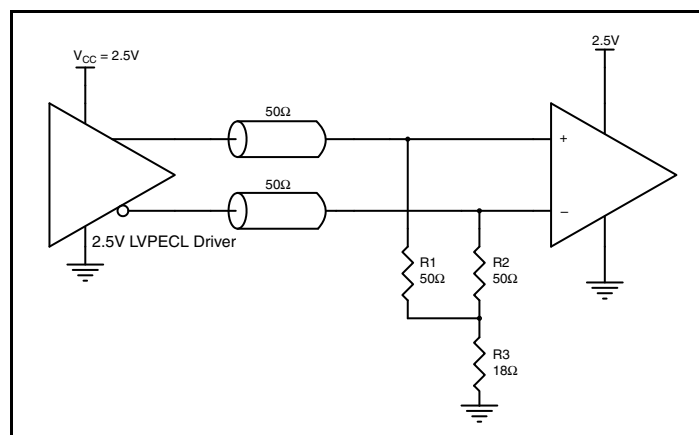 V_CC = 2.5V
2.5V
50Ω
50Ω
+
−
2.5V LVPECL Driver
R1
50Ω
R2
50Ω
R3
18Ω